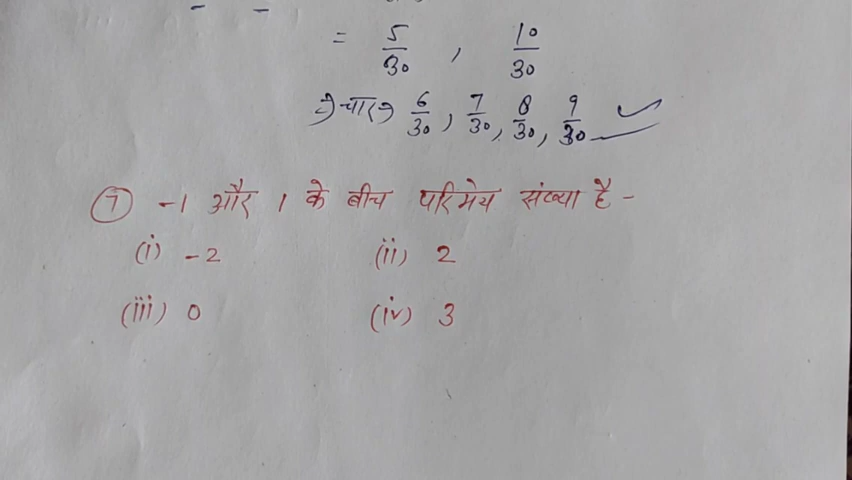 = 5/30 , 10/30
चार 6/30, 7/30, 8/30, 9/30
7 -1 और 1 के बीच परिमेय संख्या है -
(i) -2 (ii) 2
(iii) 0 (iv) 3